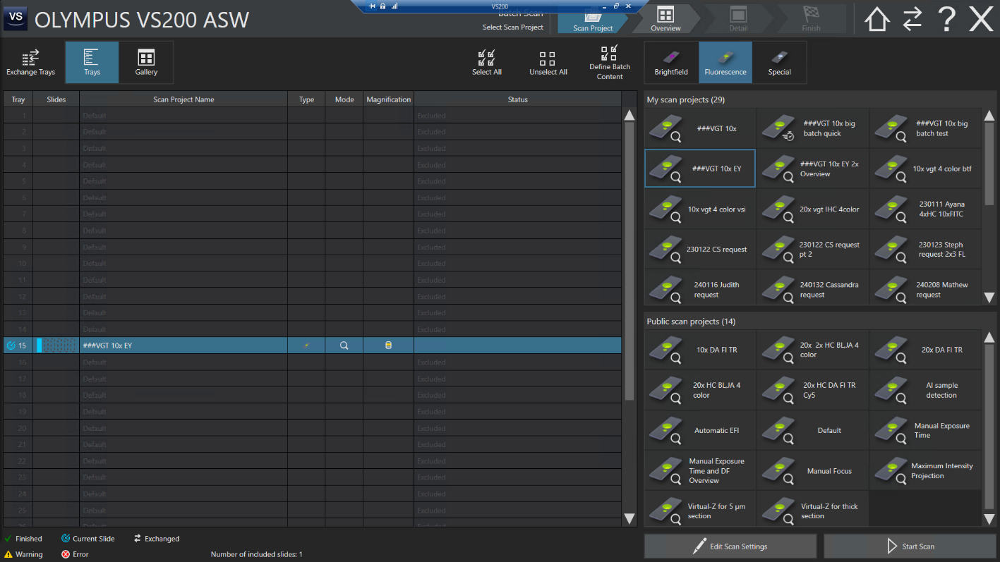 VS200
VS
OLYMPUS VS200 ASW
Batch Scan
Select Scan Project
Scan Project
Overview
Detail
Finish
?
Exchange Trays
Trays
Gallery
Select All
Unselect All
Define Batch
Content
Brightfield
Fluorescence
Special
Tray Slides Scan Project Name Type Mode Magnification Status
1 Default Excluded
2 Default Excluded
3 Default Excluded
4 Default Excluded
5 Default Excluded
6 Default Excluded
7 Default Excluded
8 Default Excluded
9 Default Excluded
10 Default Excluded
11 Default Excluded
12 Default Excluded
13 Default Excluded
14 Default Excluded
15 ###VGT 10x EY
16 Default Excluded
17 Default Excluded
18 Default Excluded
19 Default Excluded
20 Default Excluded
21 Default Excluded
22 Default Excluded
23 Default Excluded
24 Default Excluded
25 Default Excluded
26 Default Excluded
My scan projects (29)
###VGT 10x
###VGT 10x big
batch quick
###VGT 10x big
batch test
###VGT 10x EY
###VGT 10x EY 2x
Overview
10x vgt 4 color btf
10x vgt 4 color vsi
20x vgt IHC 4color
230111 Ayana
4xHC 10xFITC
230122 CS request
230122 CS request
pt 2
230123 Steph
request 2x3 FL
240116 Judith
request
240132 Cassandra
request
240208 Mathew
request
Public scan projects (14)
10x DA FI TR
20x 2x HC BL.JA 4
color
20x DA FI TR
20x HC BL.JA 4
color
20x HC DA FI TR
Cy5
AI sample
detection
Automatic EFI
Default
Manual Exposure
Time
Manual Exposure
Time and DF
Overview
Manual Focus
Maximum Intensity
Projection
Virtual-Z for 5 µm
section
Virtual-Z for thick
section
Finished
Current Slide
Exchanged
Warning
Error
Number of included slides: 1
Edit Scan Settings
Start Scan